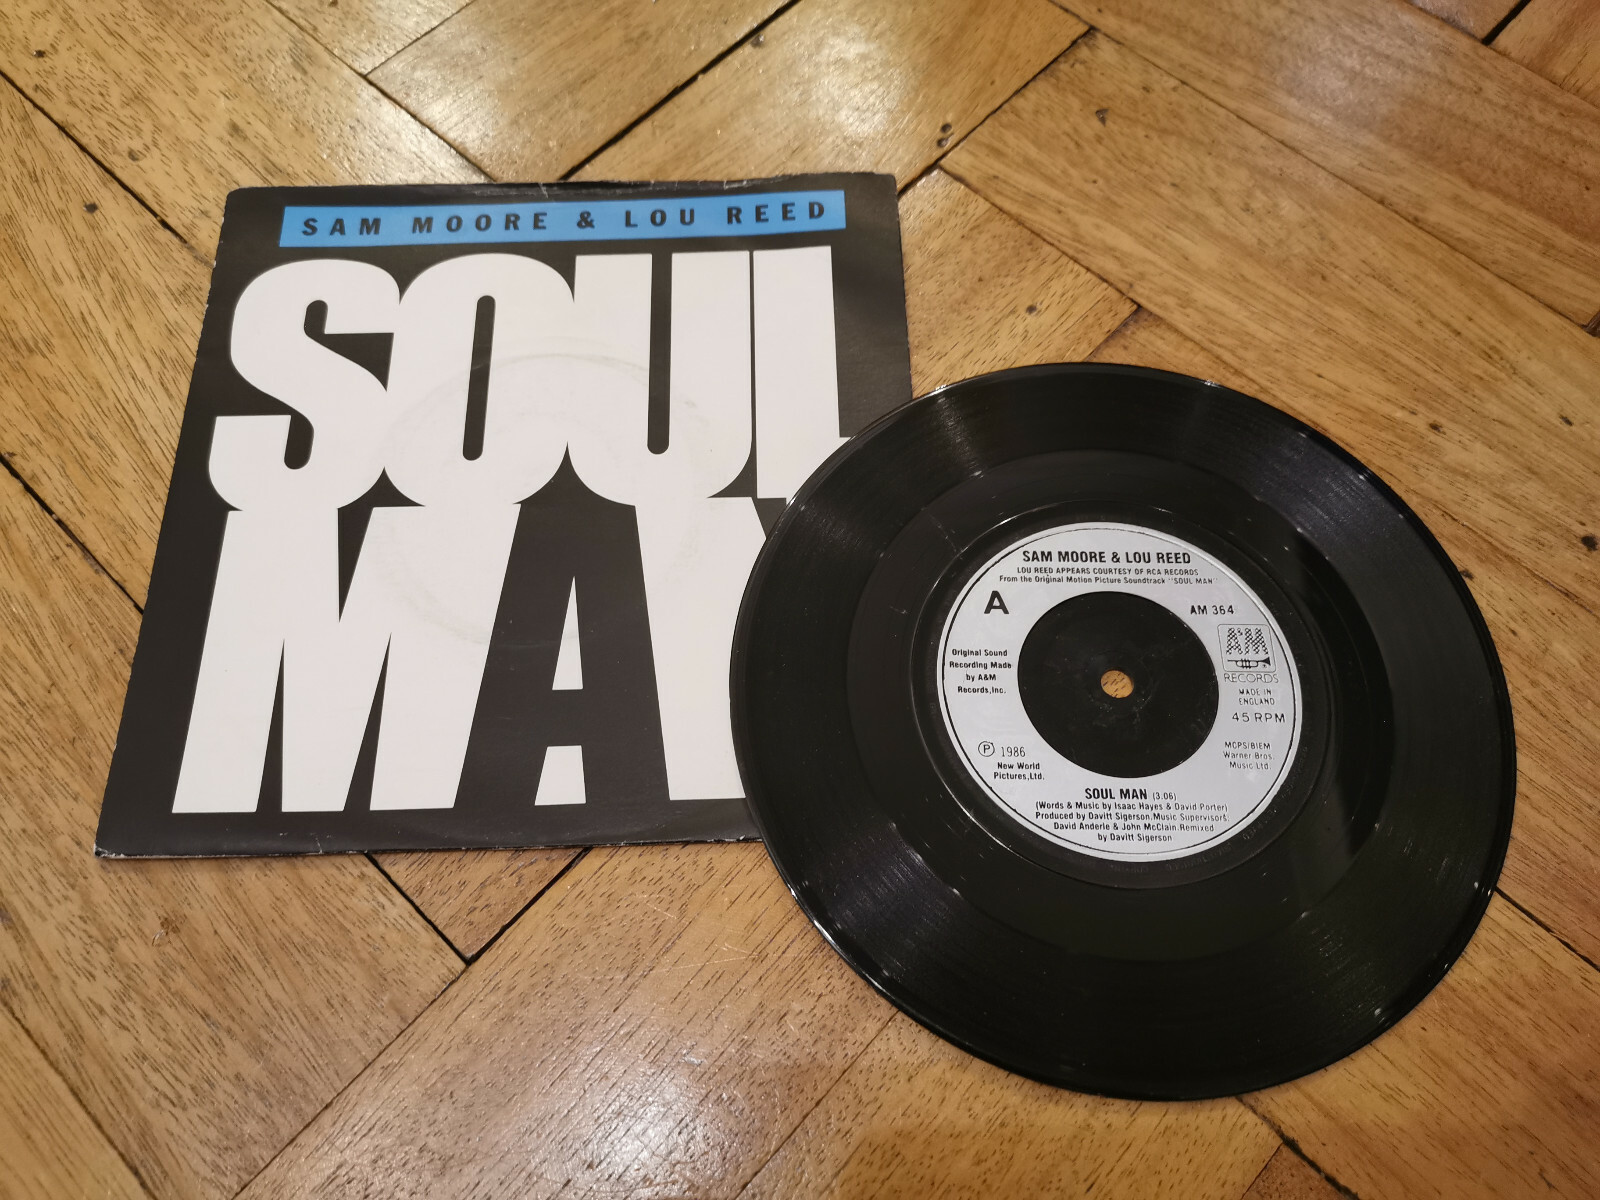 SAM MOORE & LOU REED
SOUL
MA
SAM MOORE & LOU REED
LOU REED APPEARS COURTESY OF RCA RECORDS
From the Original Motion Picture Soundtrack "SOUL MAN"
A
AM 364
Original Sound
Recording Made
by A&M
Records,Inc.
A&M
RECORDS
MADE IN
ENGLAND
45 RPM
℗ 1986
New World
Pictures,Ltd.
MCPS/BIEM
Warner Bros.
Music Ltd.
SOUL MAN (3.06)
(Words & Music by Isaac Hayes & David Porter)
Produced by Davitt Sigerson.Music Supervisors.
David Anderle & John McClain.Remixed
by Davitt Sigerson